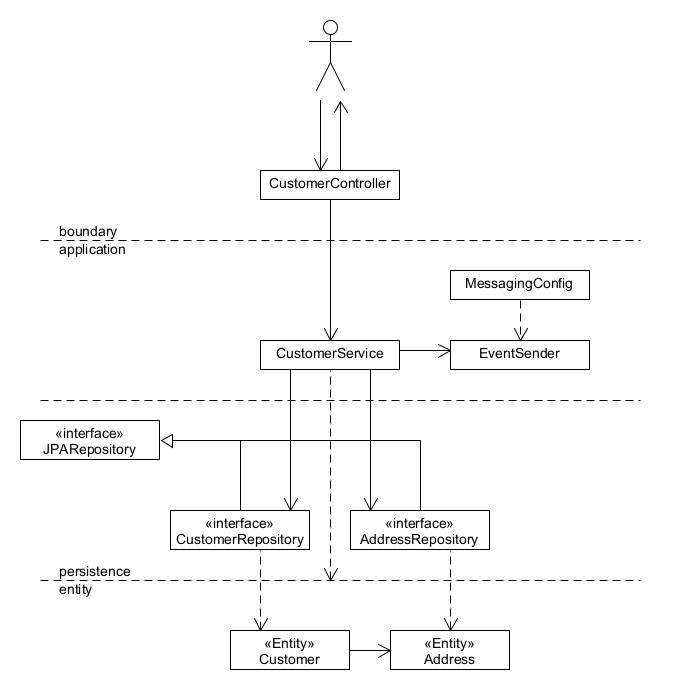 CustomerController
boundary
application
MessagingConfig
CustomerService
EventSender
«interface»
JPARepository
«interface»
CustomerRepository
«interface»
AddressRepository
persistence
entity
«Entity»
Customer
«Entity»
Address